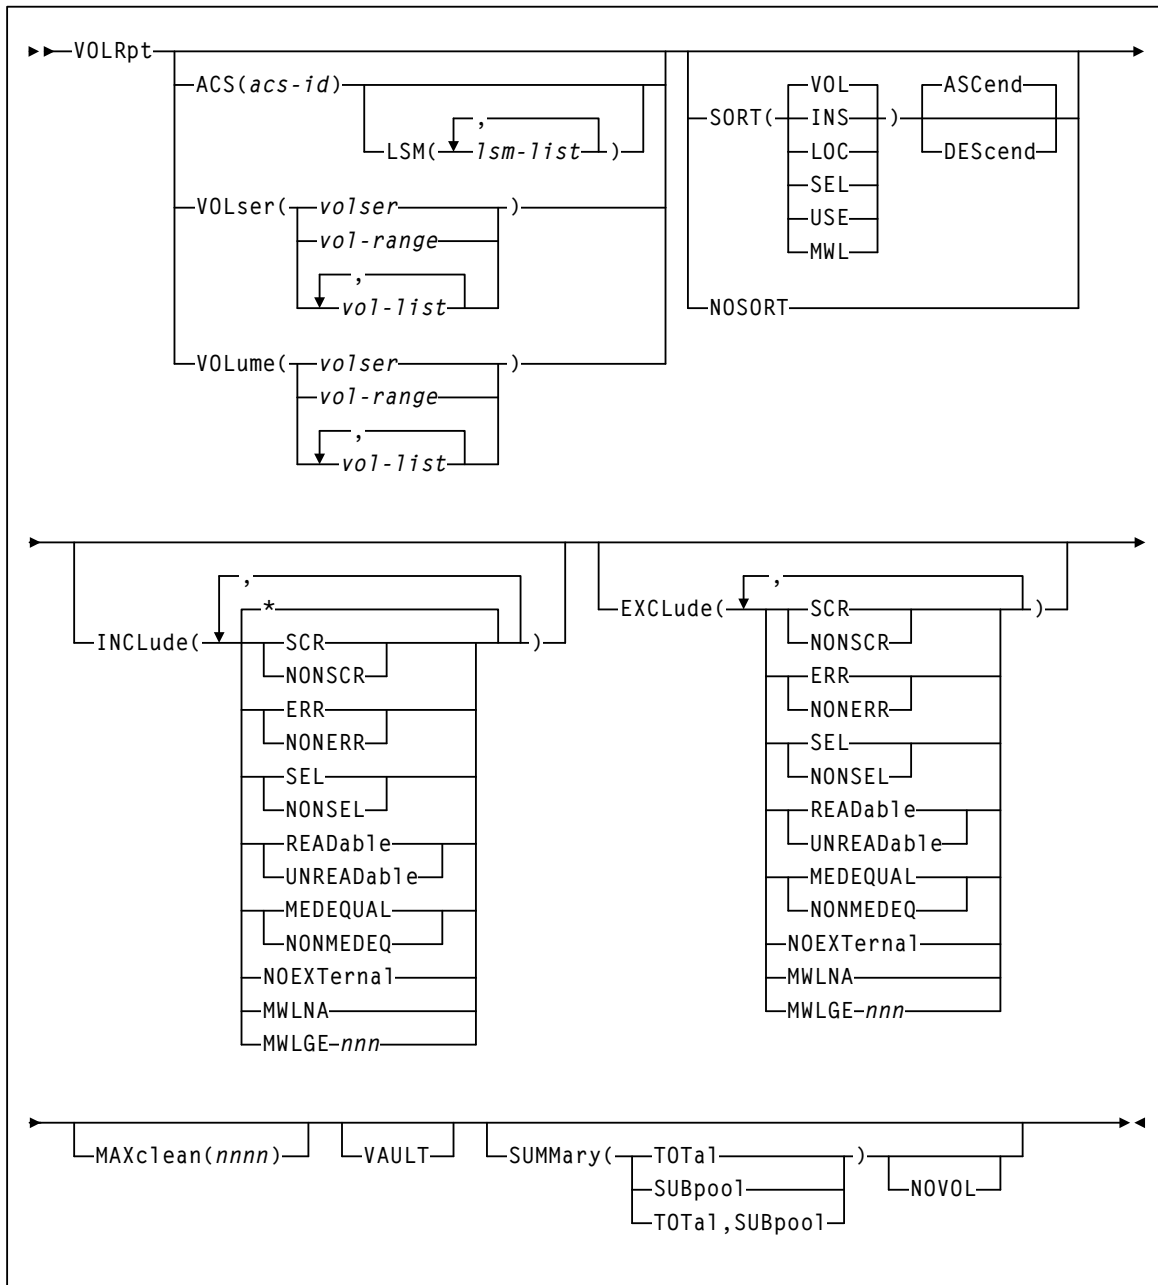 VOLRpt
ACS(acs-id)
LSM(
,
lsm-list
)
VOLser(
volser
vol-range
,
vol-list
)
VOLume(
volser
vol-range
,
vol-list
)
SORT(
VOL
INS
LOC
SEL
USE
MWL
)
ASCend
DEScend
NOSORT
INCLude(
,
*
SCR
NONSCR
ERR
NONERR
SEL
NONSEL
READable
UNREADable
MEDEQUAL
NONMEDEQ
NOEXTernal
MWLNA
MWLGE-nnn
)
EXCLude(
,
SCR
NONSCR
ERR
NONERR
SEL
NONSEL
READable
UNREADable
MEDEQUAL
NONMEDEQ
NOEXTernal
MWLNA
MWLGE-nnn
)
MAXclean(nnnn)
VAULT
SUMMary(
TOTal
SUBpool
TOTal,SUBpool
)
NOVOL